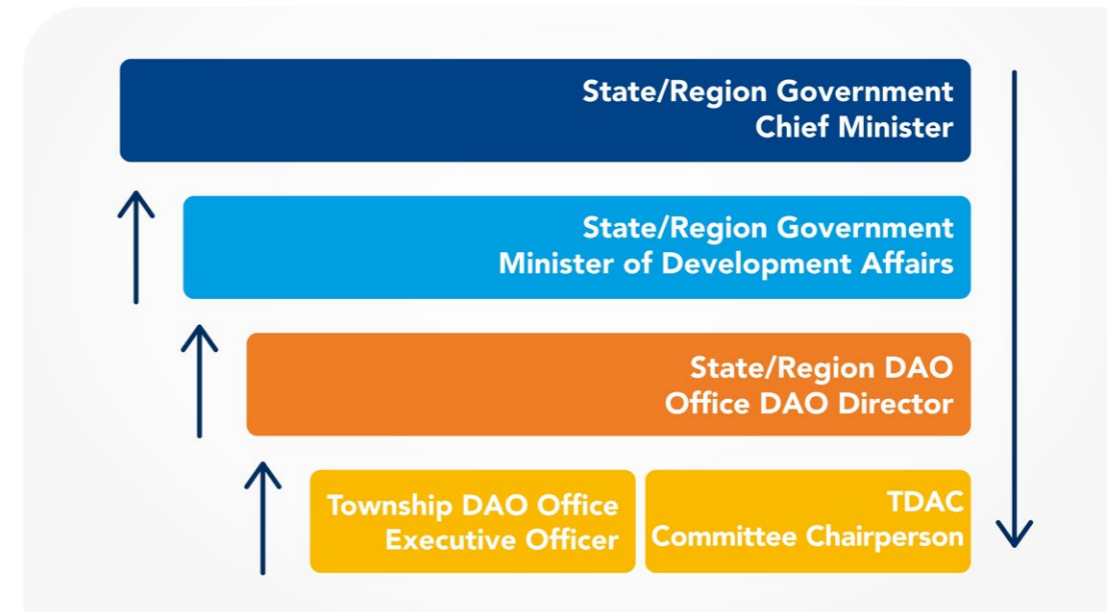 State/Region Government
Chief Minister
State/Region Government
Minister of Development Affairs
State/Region DAO
Office DAO Director
Township DAO Office
Executive Officer
TDAC
Committee Chairperson